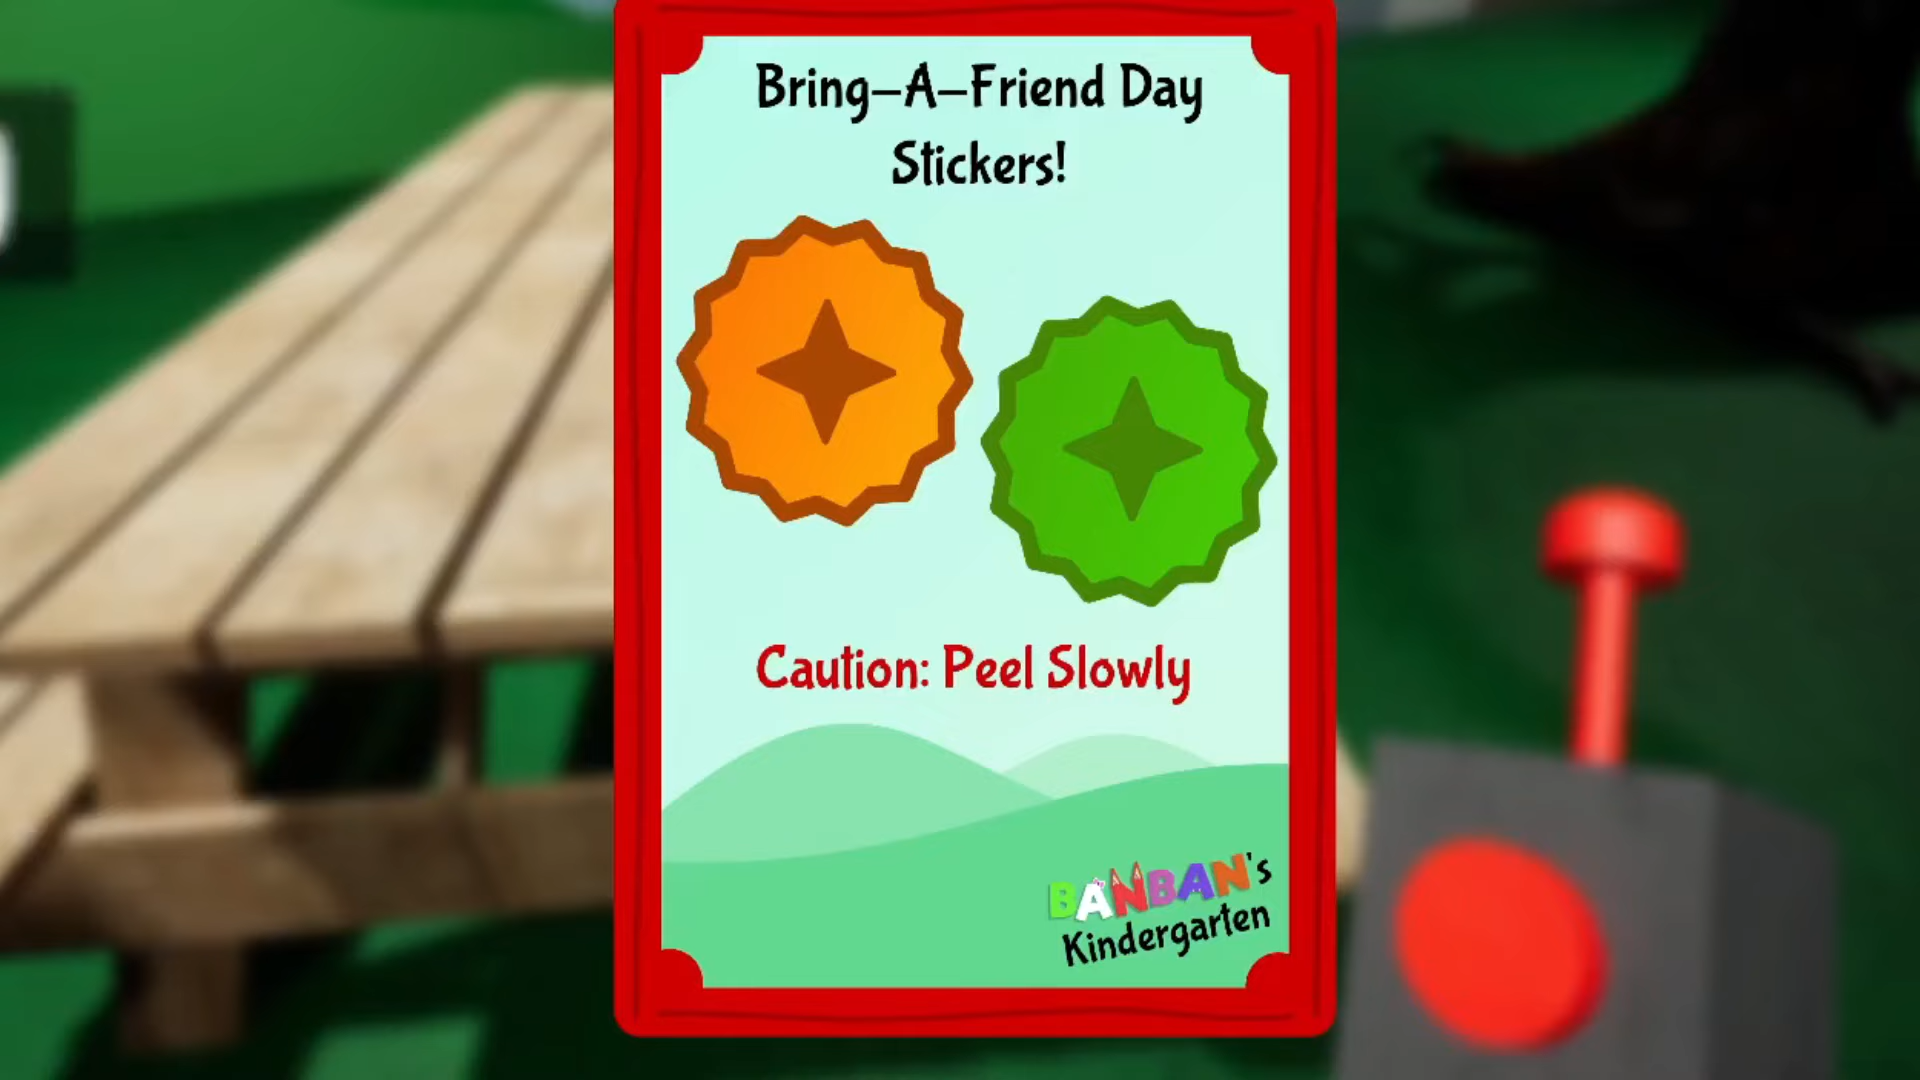 Bring-A-Friend Day
Stickers!
Caution: Peel Slowly
BANBAN's
Kindergarten